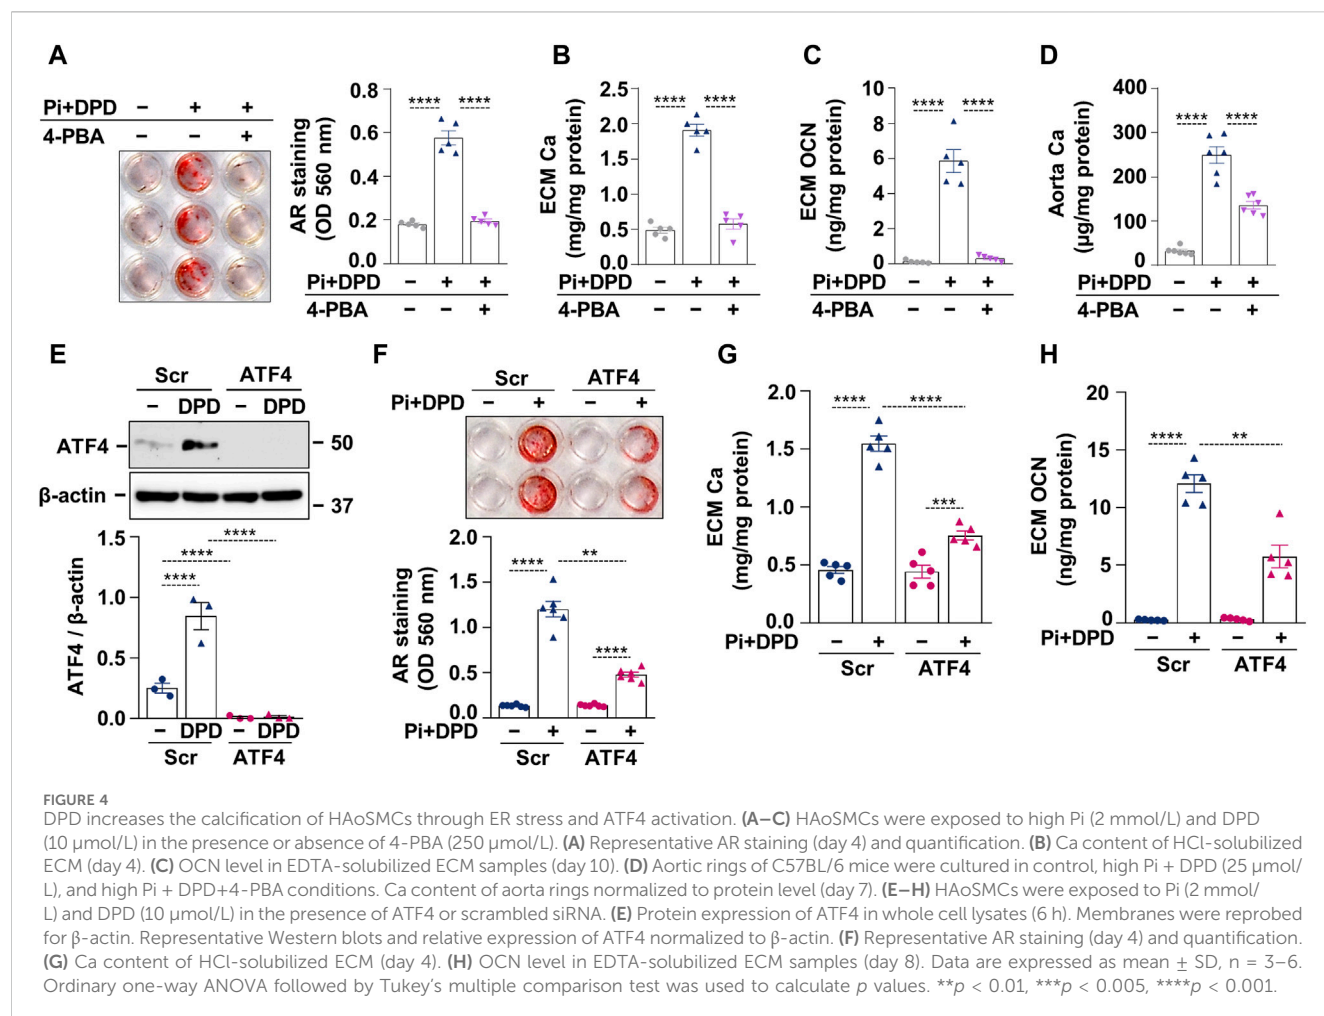 A
Pi+DPD − + +
4-PBA − − +
AR staining
(OD 560 nm)
0.8
0.6
0.4
0.2
0.0
**** ****
Pi+DPD − + +
4-PBA − − +
B
ECM Ca
(mg/mg protein)
2.5
2.0
1.5
2.0
0.5
0.0
**** ****
Pi+DPD − + +
4-PBA − − +
C
ECM OCN
(ng/mg protein)
10
8
6
4
2
0
**** ****
Pi+DPD − + +
4-PBA − − +
D
Aorta Ca
(µg/mg protein)
400
300
200
100
0
**** ****
Pi+DPD − + +
4-PBA − − +
E
Scr ATF4
− DPD − DPD
ATF4 − − 50
β-actin −
− 37
ATF4 / β-actin
1.5
1.0
0.5
0.0
****
****
****
− DPD − DPD
Scr ATF4
F
Scr ATF4
Pi+DPD − + − +
AR staining
(OD 560 nm)
2.0
1.5
1.0
0.5
0.0
**** **
****
Pi+DPD − + − +
Scr ATF4
G
ECM Ca
(mg/mg protein)
2.0
1.5
1.0
0.5
0.0
**** ****
***
Pi+DPD − + − +
Scr ATF4
H
ECM OCN
(ng/mg protein)
20
15
10
5
0
**** **
Pi+DPD − + − +
Scr ATF4
FIGURE 4
DPD increases the calcification of HAoSMCs through ER stress and ATF4 activation. (A–C) HAoSMCs were exposed to high Pi (2 mmol/L) and DPD
(10 µmol/L) in the presence or absence of 4-PBA (250 µmol/L). (A) Representative AR staining (day 4) and quantification. (B) Ca content of HCl-solubilized
ECM (day 4). (C) OCN level in EDTA-solubilized ECM samples (day 10). (D) Aortic rings of C57BL/6 mice were cultured in control, high Pi + DPD (25 µmol/
L), and high Pi + DPD+4-PBA conditions. Ca content of aorta rings normalized to protein level (day 7). (E–H) HAoSMCs were exposed to Pi (2 mmol/
L) and DPD (10 µmol/L) in the presence of ATF4 or scrambled siRNA. (E) Protein expression of ATF4 in whole cell lysates (6 h). Membranes were reprobed
for β-actin. Representative Western blots and relative expression of ATF4 normalized to β-actin. (F) Representative AR staining (day 4) and quantification.
(G) Ca content of HCl-solubilized ECM (day 4). (H) OCN level in EDTA-solubilized ECM samples (day 8). Data are expressed as mean ± SD, n = 3–6.
Ordinary one-way ANOVA followed by Tukey's multiple comparison test was used to calculate p values. **p < 0.01, ***p < 0.005, ****p < 0.001.